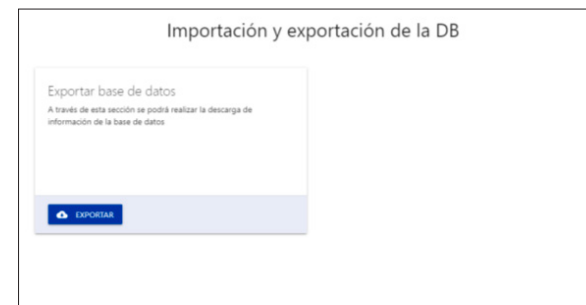 Importación y exportación de la DB
Exportar base de datos
A través de esta sección se podrá realizar la descarga de
información de la base de datos
EXPORTAR